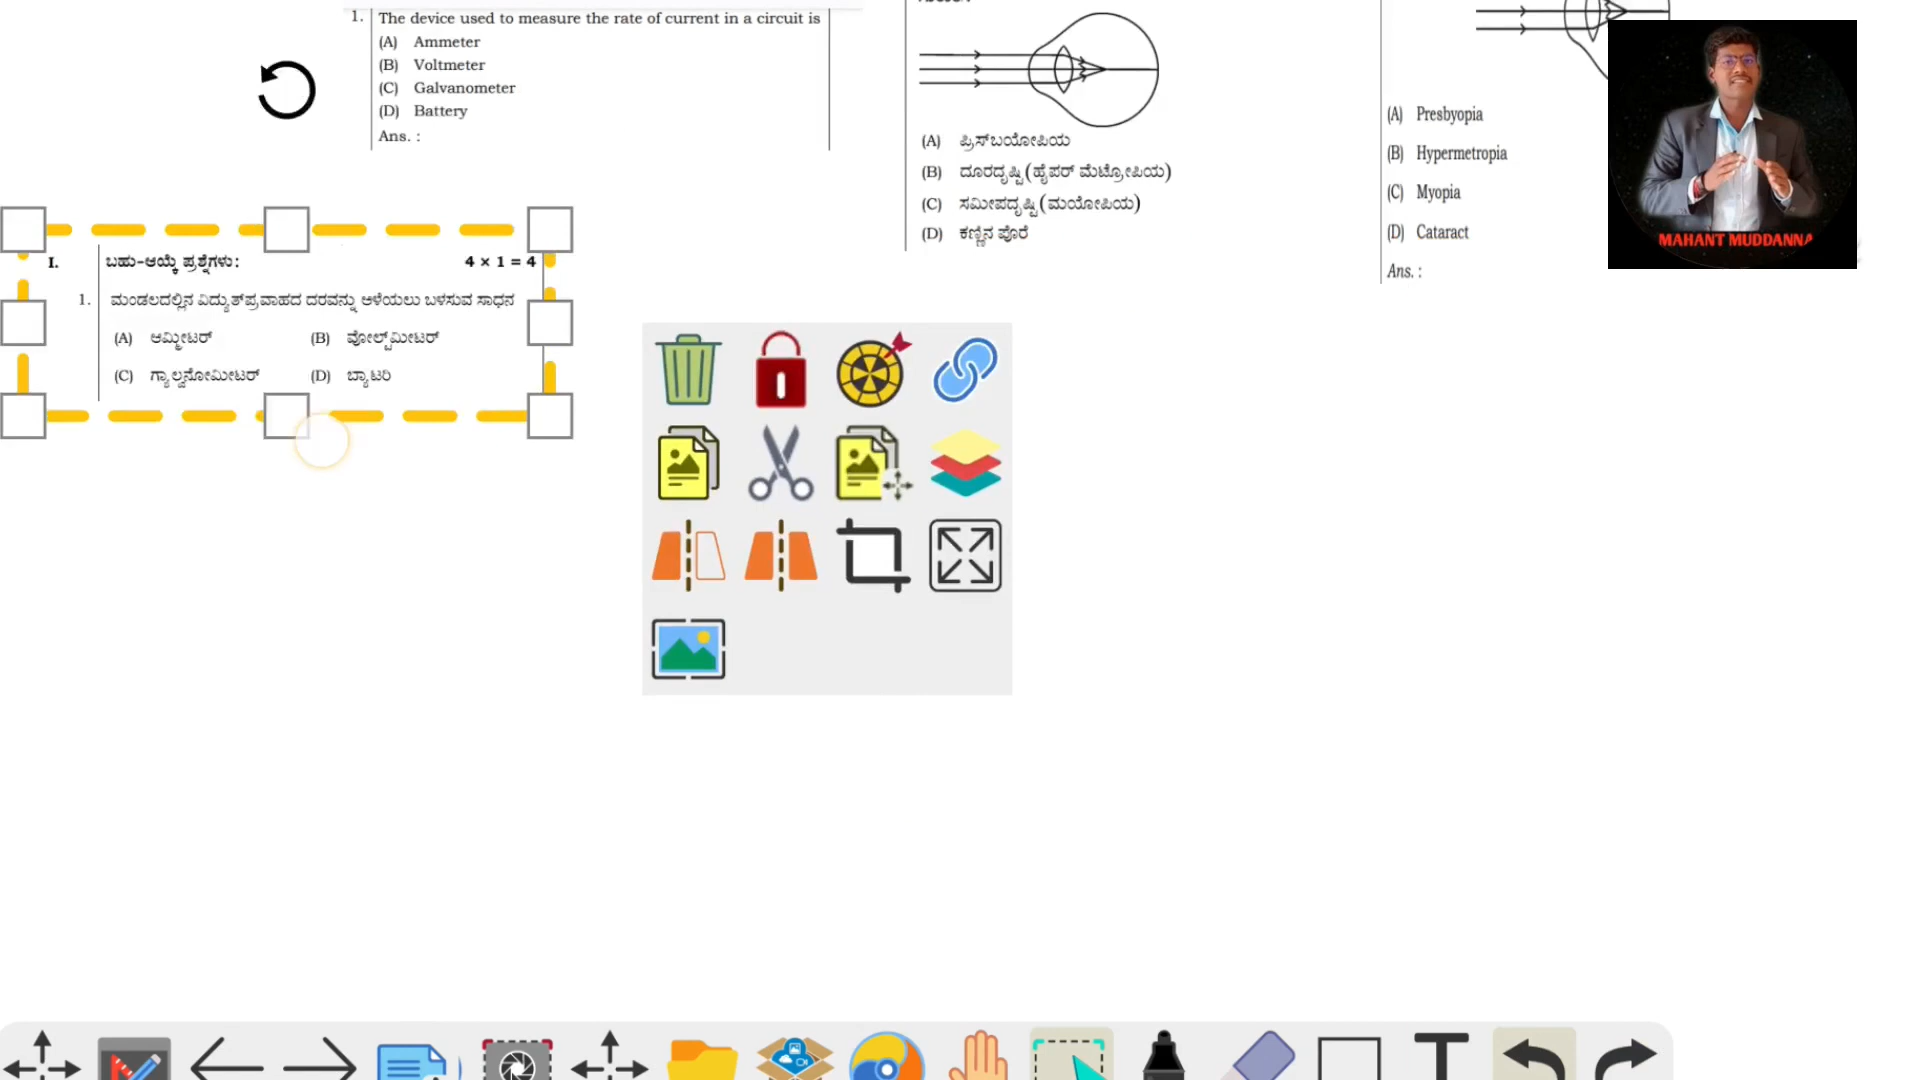 1. The device used to measure the rate of current in a circuit is
(A) Ammeter
(B) Voltmeter
(C) Galvanometer
(D) Battery
Ans. :
I. ಬಹು-ಆಯ್ಕೆ ಪ್ರಶ್ನೆಗಳು: 4 × 1 = 4
1. ಮಂಡಲದಲ್ಲಿನ ವಿದ್ಯುತ್‌ಪ್ರವಾಹದ ದರವನ್ನು ಅಳೆಯಲು ಬಳಸುವ ಸಾಧನ
(A) ಆಮ್ಮೀಟರ್ (B) ವೋಲ್ಟ್‌ಮೀಟರ್
(C) ಗ್ಯಾಲ್ವನೋಮೀಟರ್ (D) ಬ್ಯಾಟರಿ
(A) ಪ್ರಿಸ್‌ಬಯೋಪಿಯ
(B) ದೂರದೃಷ್ಟಿ (ಹೈಪರ್ ಮೆಟ್ರೋಪಿಯ)
(C) ಸಮೀಪದೃಷ್ಟಿ (ಮಯೋಪಿಯ)
(D) ಕಣ್ಣಿನ ಪೊರೆ
(A) Presbyopia
(B) Hypermetropia
(C) Myopia
(D) Cataract
Ans. :
MAHANT MUDDANNA